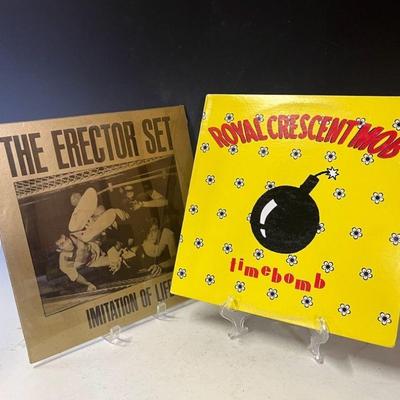 THE ERECTOR SET
IMITATION OF LIFE
ROYAL CRESCENT MOB
timebomb